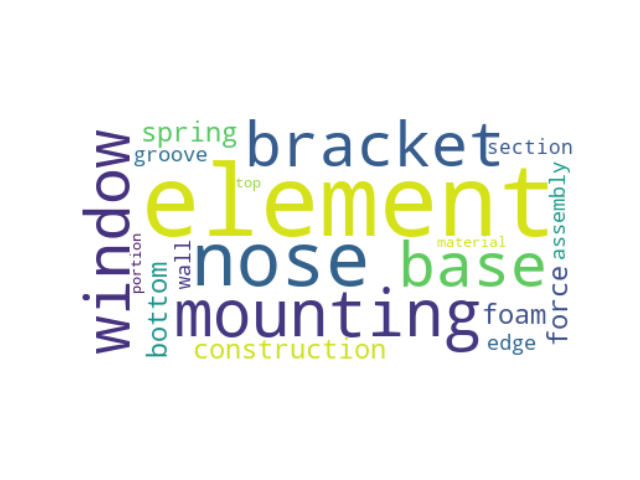 spring
bracket
section
groove
window
element
top
assembly
portion
wall
nose
material
base
bottom
mounting
foam
force
construction
edge